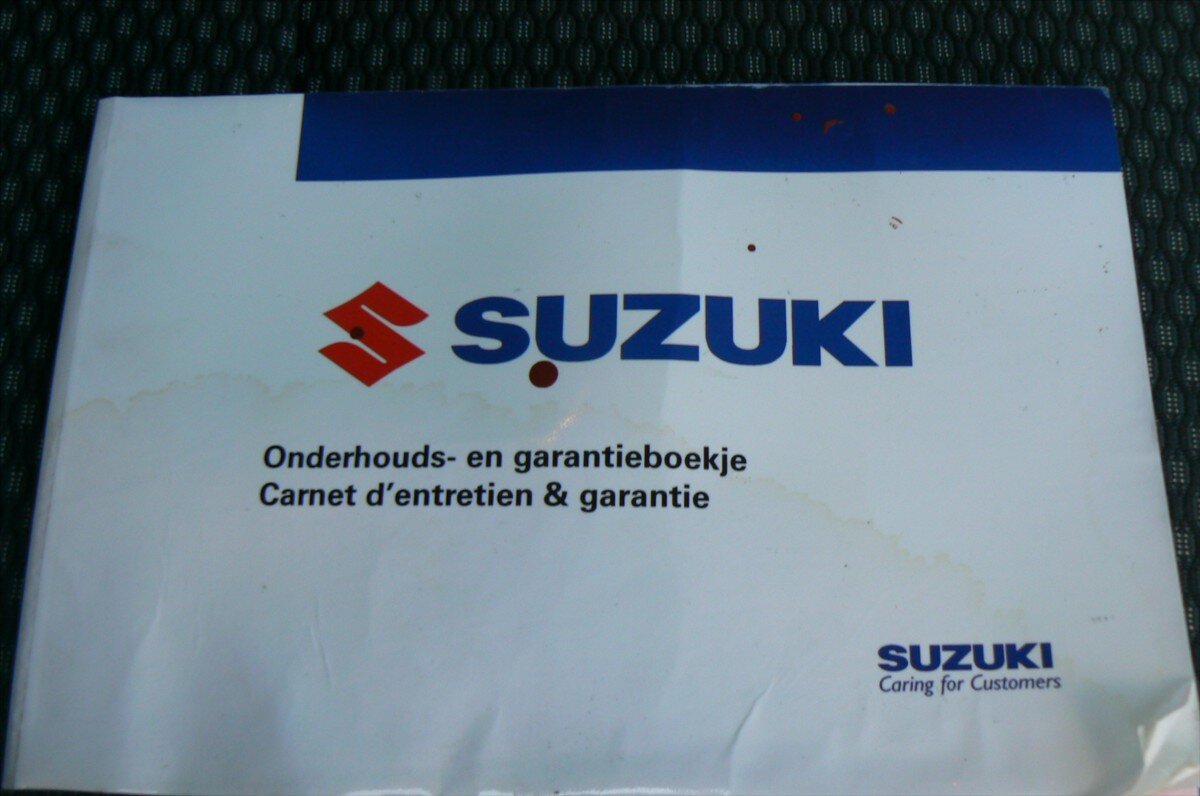 SUZUKI
Onderhouds- en garantieboekje
Carnet d'entretien & garantie
SUZUKI
Caring for Customers